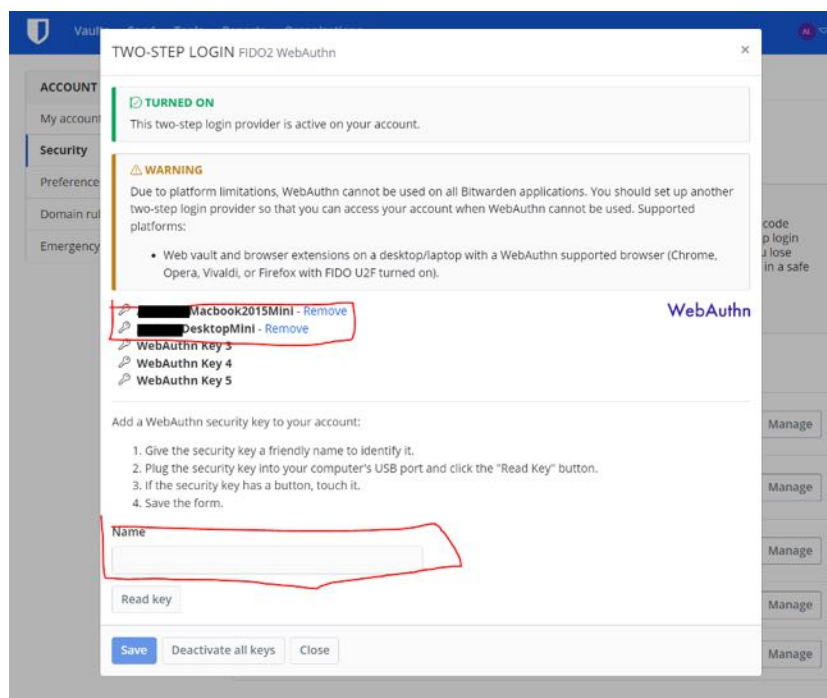 Vault
TWO-STEP LOGIN FIDO2 WebAuthn
×
AL
ACCOUNT
My account
Security
Preference
Domain rul
Emergency
TURNED ON
This two-step login provider is active on your account.
WARNING
Due to platform limitations, WebAuthn cannot be used on all Bitwarden applications. You should set up another
two-step login provider so that you can access your account when WebAuthn cannot be used. Supported
platforms:
• Web vault and browser extensions on a desktop/laptop with a WebAuthn supported browser (Chrome,
Opera, Vivaldi, or Firefox with FIDO U2F turned on).
code
p login
u lose
in a safe
Macbook2015Mini - Remove
DesktopMini - Remove
WebAuthn Key 3
WebAuthn Key 4
WebAuthn Key 5
WebAuthn
Add a WebAuthn security key to your account:
1. Give the security key a friendly name to identify it.
2. Plug the security key into your computer's USB port and click the "Read Key" button.
3. If the security key has a button, touch it.
4. Save the form.
Name
Read key
Save Deactivate all keys Close
Manage
Manage
Manage
Manage
Manage